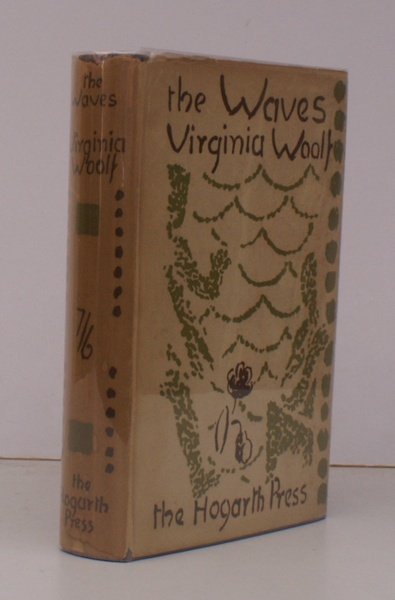 the
Waves
Virginia
Woolf
7/6
the
Hogarth
Press
the Waves
Virginia Woolf
the Hogarth Press